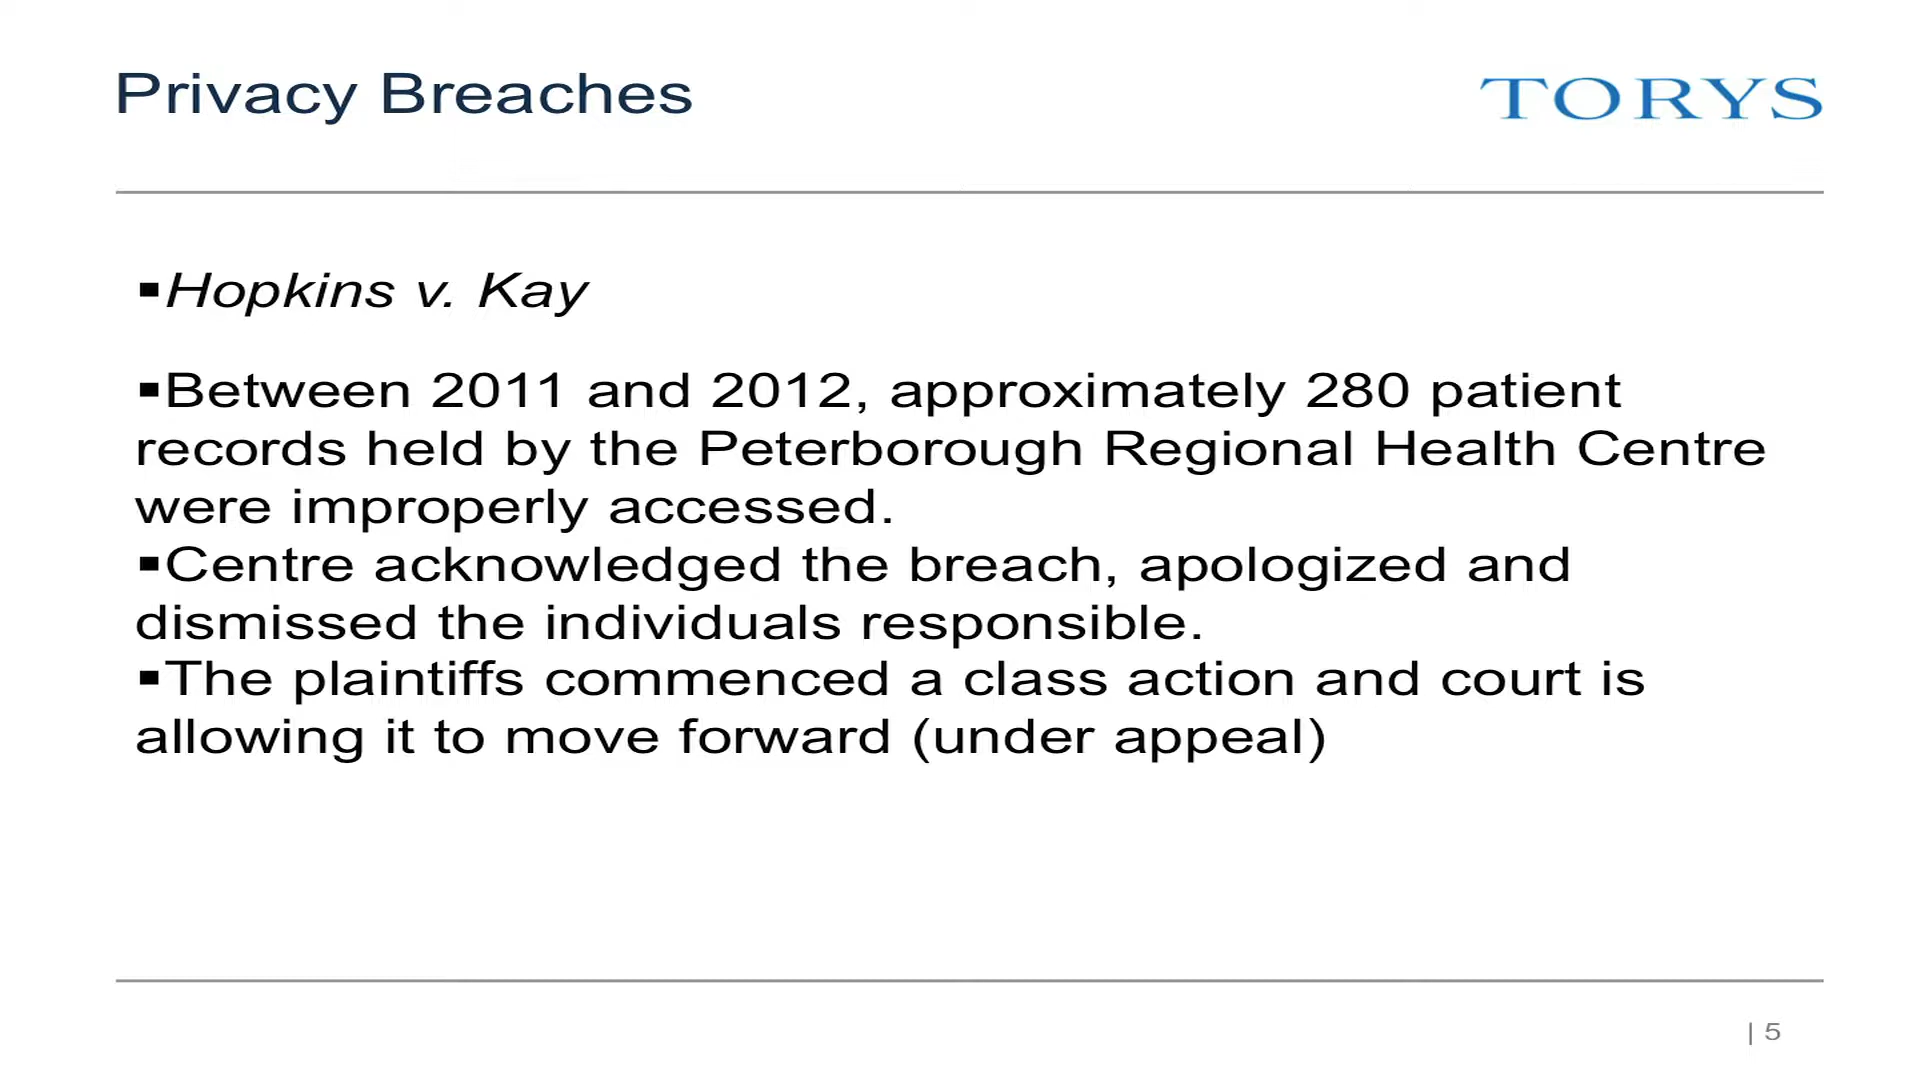 Privacy Breaches
TORYS
▪Hopkins v. Kay
▪Between 2011 and 2012, approximately 280 patient
records held by the Peterborough Regional Health Centre
were improperly accessed.
▪Centre acknowledged the breach, apologized and
dismissed the individuals responsible.
▪The plaintiffs commenced a class action and court is
allowing it to move forward (under appeal)
| 5